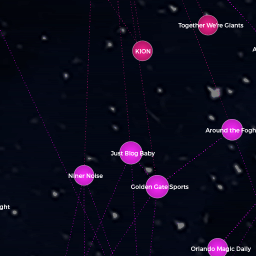 Together We're Giants
KION
A
Around the Fogh
Just Blog Baby
Niner Noise
Golden Gate Sports
ght
Orlando Magic Daily